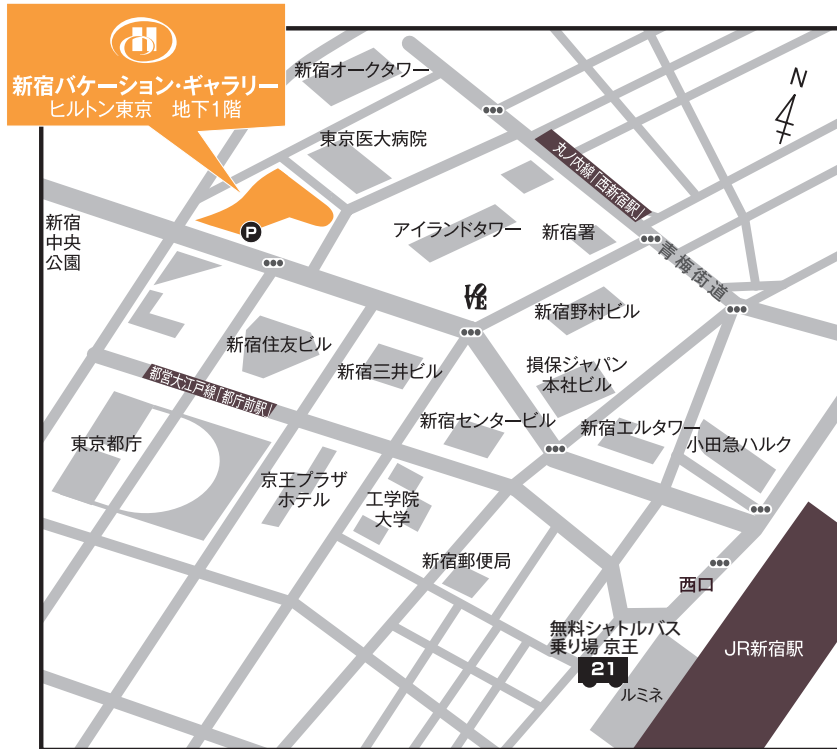 新宿バケーション・ギャラリー
ヒルトン東京 地下1階
新宿オークタワー
N
東京医大病院
丸ノ内線「西新宿駅」
新宿
中央
公園
P
アイランドタワー
新宿署
青梅街道
LOVE
新宿野村ビル
新宿住友ビル
新宿三井ビル
損保ジャパン
本社ビル
都営大江戸線「都庁前駅」
新宿センタービル
新宿エルタワー
小田急ハルク
東京都庁
京王プラザ
ホテル
工学院
大学
新宿郵便局
西口
無料シャトルバス
乗り場 京王
21
ルミネ
JR新宿駅